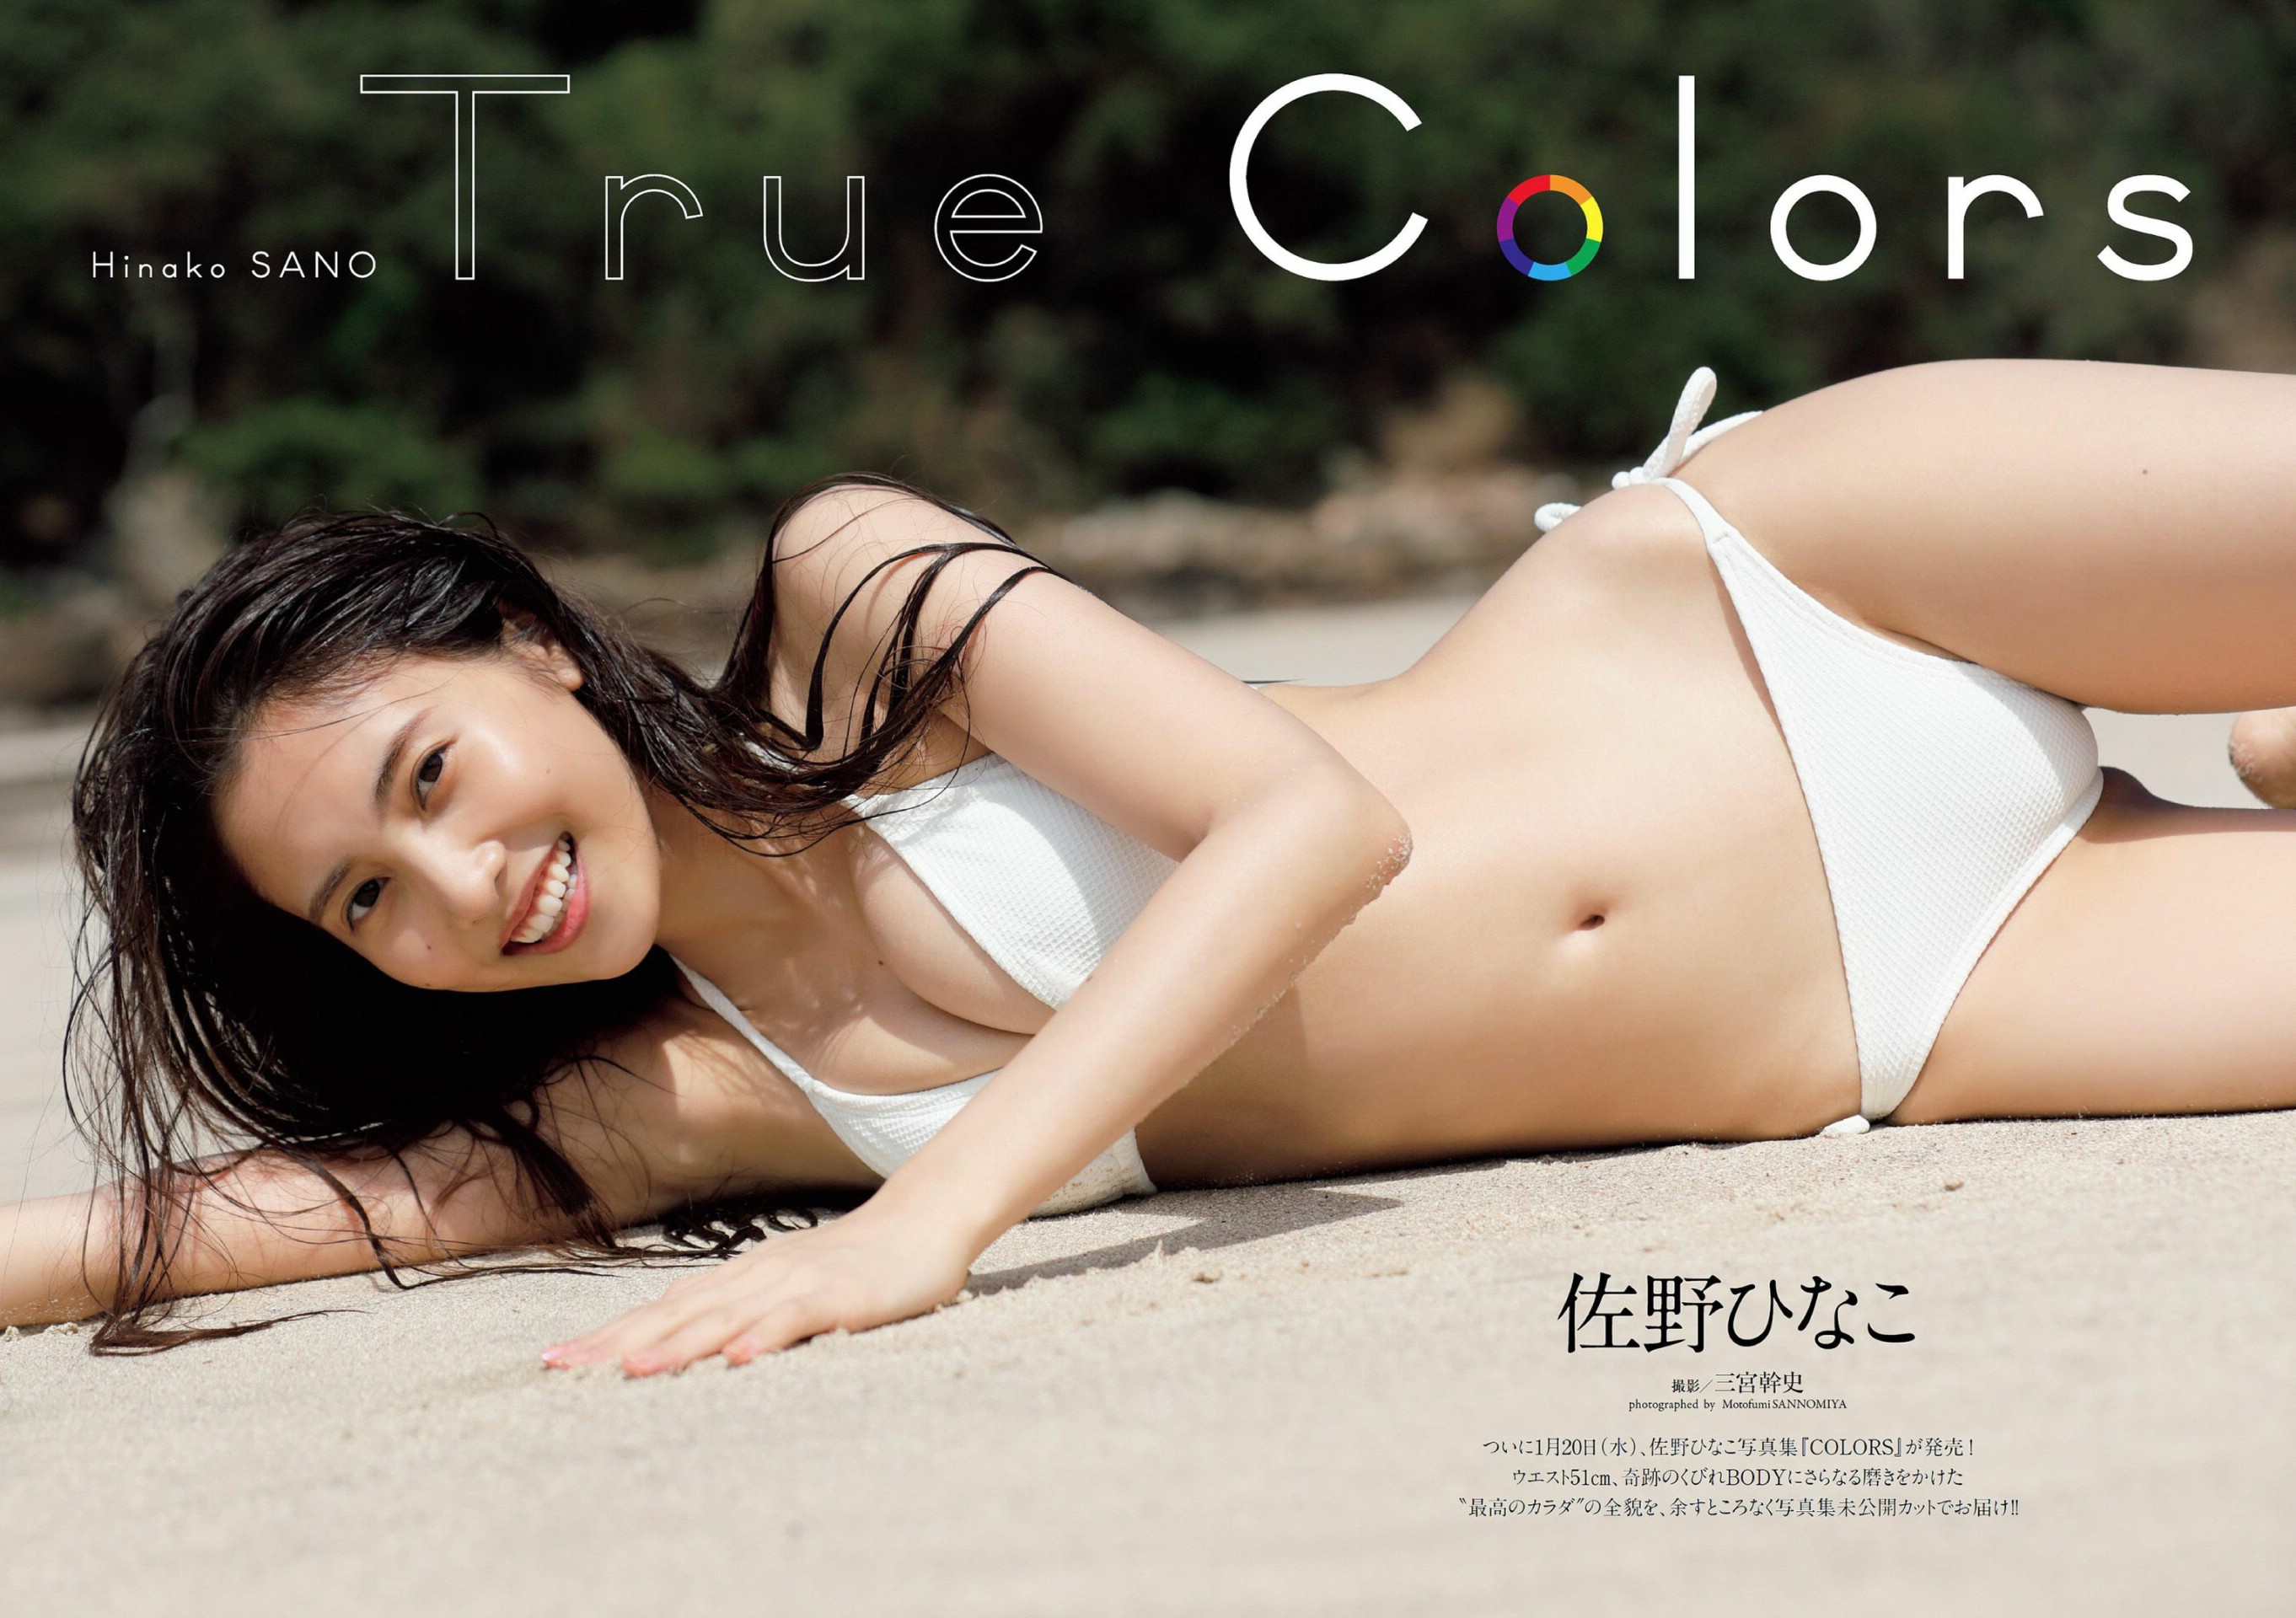 True Colors
Hinako SANO
佐野ひなこ
撮影／三宮幹史
photographed by Motofumi SANNOMIYA
ついに1月20日（水）、佐野ひなこ写真集『COLORS』が発売！
ウエスト51cm、奇跡のくびれBODYにさらなる磨きをかけた
〝最高のカラダ〟の全貌を、余すところなく写真集未公開カットでお届け!!